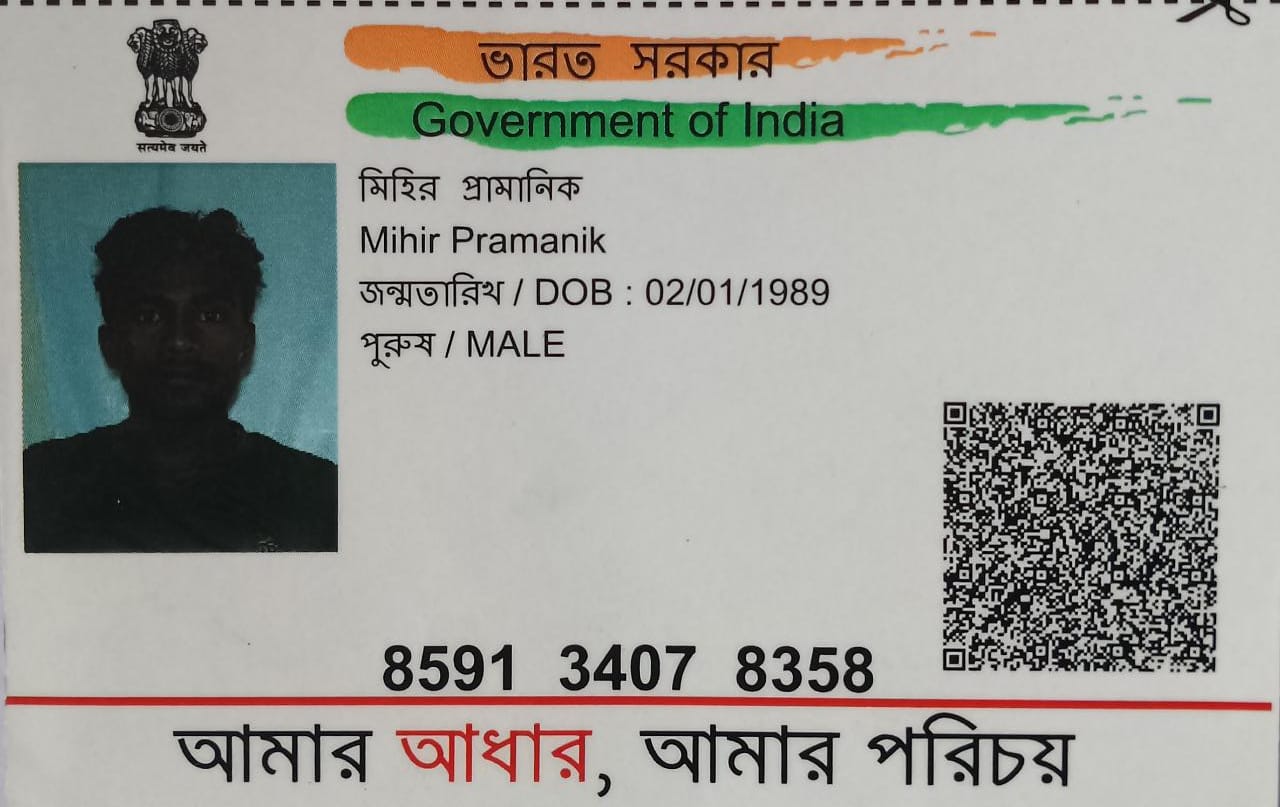 ভারত সরকার
Government of India
सत्यमेव जयते
মিহির প্রামানিক
Mihir Pramanik
জন্মতারিখ / DOB : 02/01/1989
পুরুষ / MALE
8591 3407 8358
আমার আধার, আমার পরিচয়